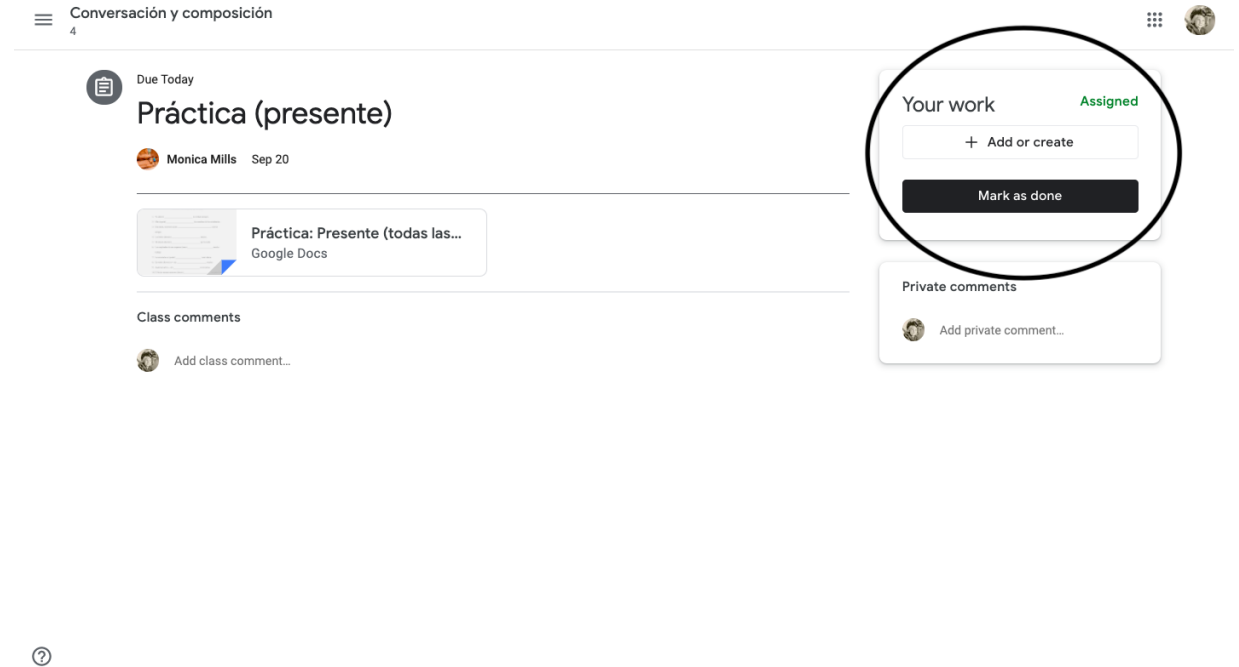 Conversación y composición
4
Due Today
Práctica (presente)
Monica Mills Sep 20
Práctica: Presente (todas las...
Google Docs
Class comments
Add class comment...
Your work
Assigned
+ Add or create
Mark as done
Private comments
Add private comment...